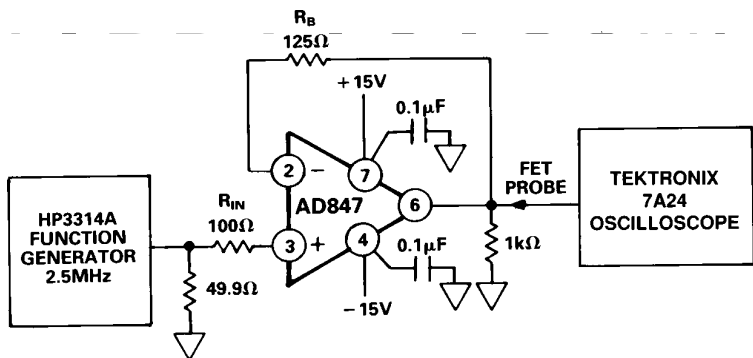 R_B
125Ω
+15V
0.1μF
2
−
7
FET
PROBE
TEKTRONIX
7A24
OSCILLOSCOPE
HP3314A
FUNCTION
GENERATOR
2.5MHz
R_IN
100Ω
AD847
6
3
+
4
0.1μF
1kΩ
49.9Ω
−15V